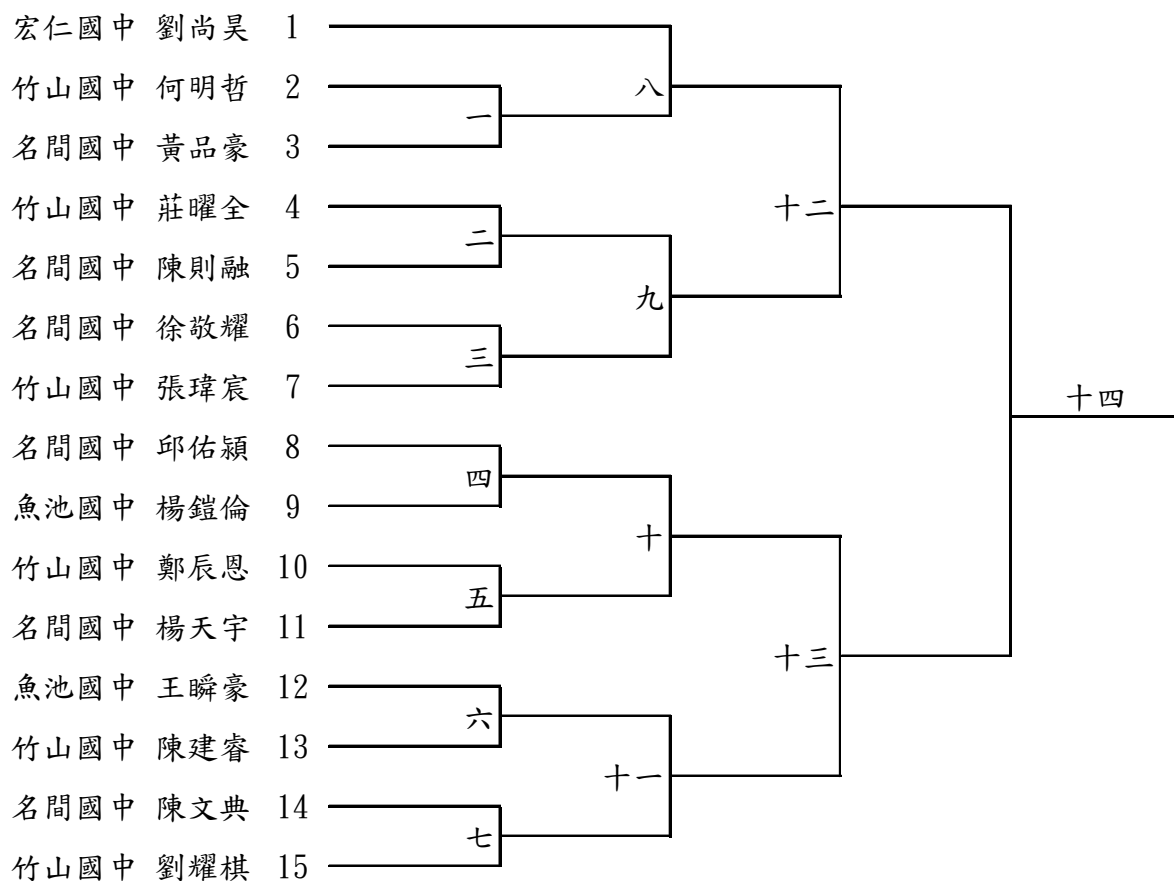 宏仁國中 劉尚昊 1
竹山國中 何明哲 2
名間國中 黃品豪 3
竹山國中 莊曜全 4
名間國中 陳則融 5
名間國中 徐敬耀 6
竹山國中 張瑋宸 7
名間國中 邱佑潁 8
魚池國中 楊鎧倫 9
竹山國中 鄭辰恩 10
名間國中 楊天宇 11
魚池國中 王瞬豪 12
竹山國中 陳建睿 13
名間國中 陳文典 14
竹山國中 劉耀棋 15
一
二
三
四
五
六
七
八
九
十
十一
十二
十三
十四